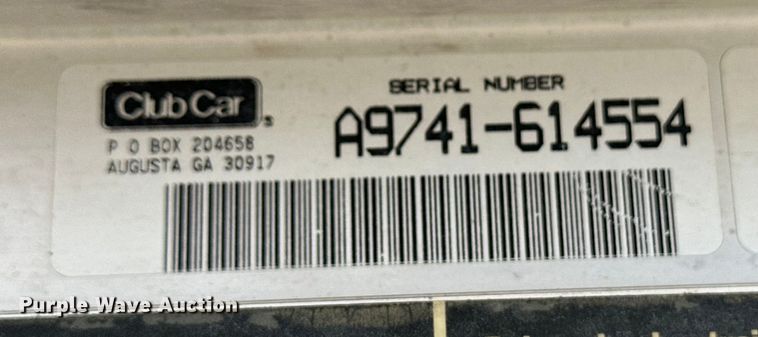 Club Car
P O BOX 204658
AUGUSTA GA 30917
SERIAL NUMBER
A9741-614554
Purple Wave Auction